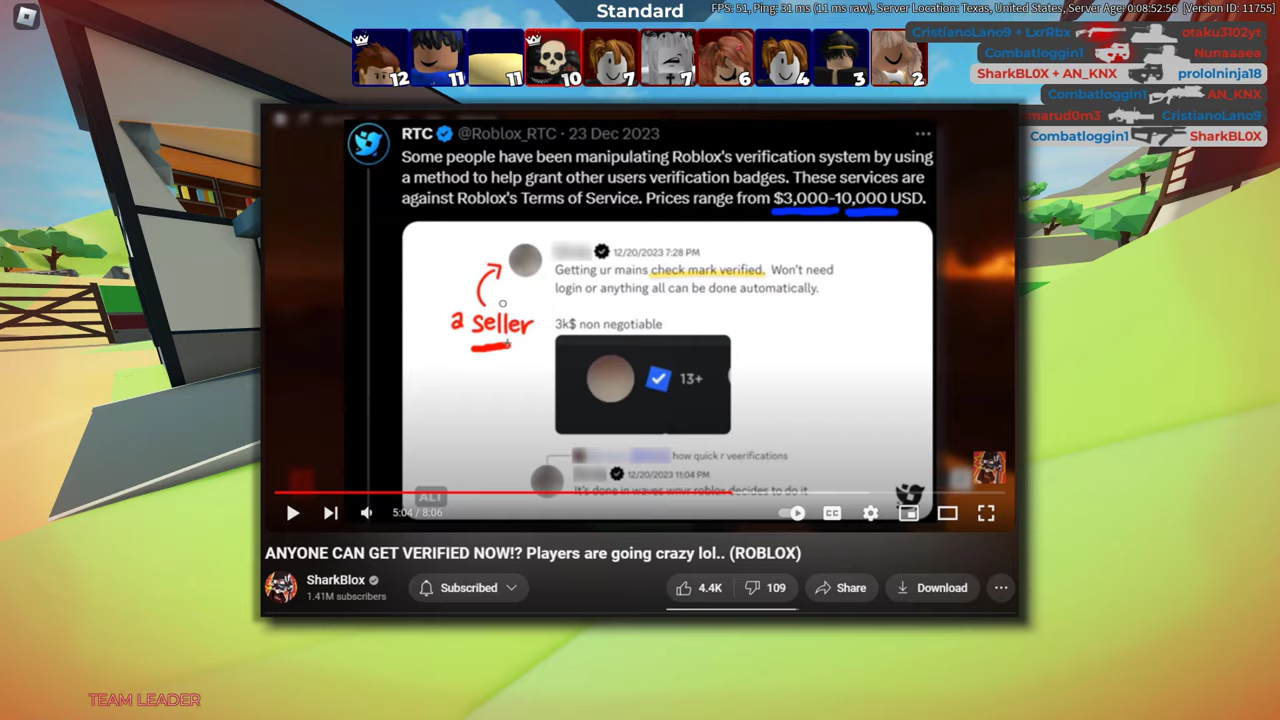 Standard
FPS: 51, Ping: 31 ms (11 ms raw), Server Location: Texas, United States, Server Age: 0:08:52:56 [Version ID: 11755]
12 11 11 10 7 7 6 4 3 2
CristianoLano9 + LxrRbx otaku3102yt
Combatloggin1 Nunaaaea
SharkBL0X + AN_KNX prololninja18
Combatloggin1 AN_KNX
marud0m3 CristianoLano9
Combatloggin1 SharkBL0X
RTC @Roblox_RTC · 23 Dec 2023
Some people have been manipulating Roblox's verification system by using
a method to help grant other users verification badges. These services are
against Roblox's Terms of Service. Prices range from $3,000-10,000 USD.
12/20/2023 7:28 PM
Getting ur mains check mark verified. Won't need
login or anything all can be done automatically.
a seller
3k$ non negotiable
13+
how quick r veerifications
12/20/2023 11:04 PM
It's done in waves wnvr roblox decides to do it
ALT
5:04 / 8:06
CC
ANYONE CAN GET VERIFIED NOW!? Players are going crazy lol.. (ROBLOX)
SharkBlox
1.41M subscribers
Subscribed
4.4K
109
Share
Download
TEAM LEADER